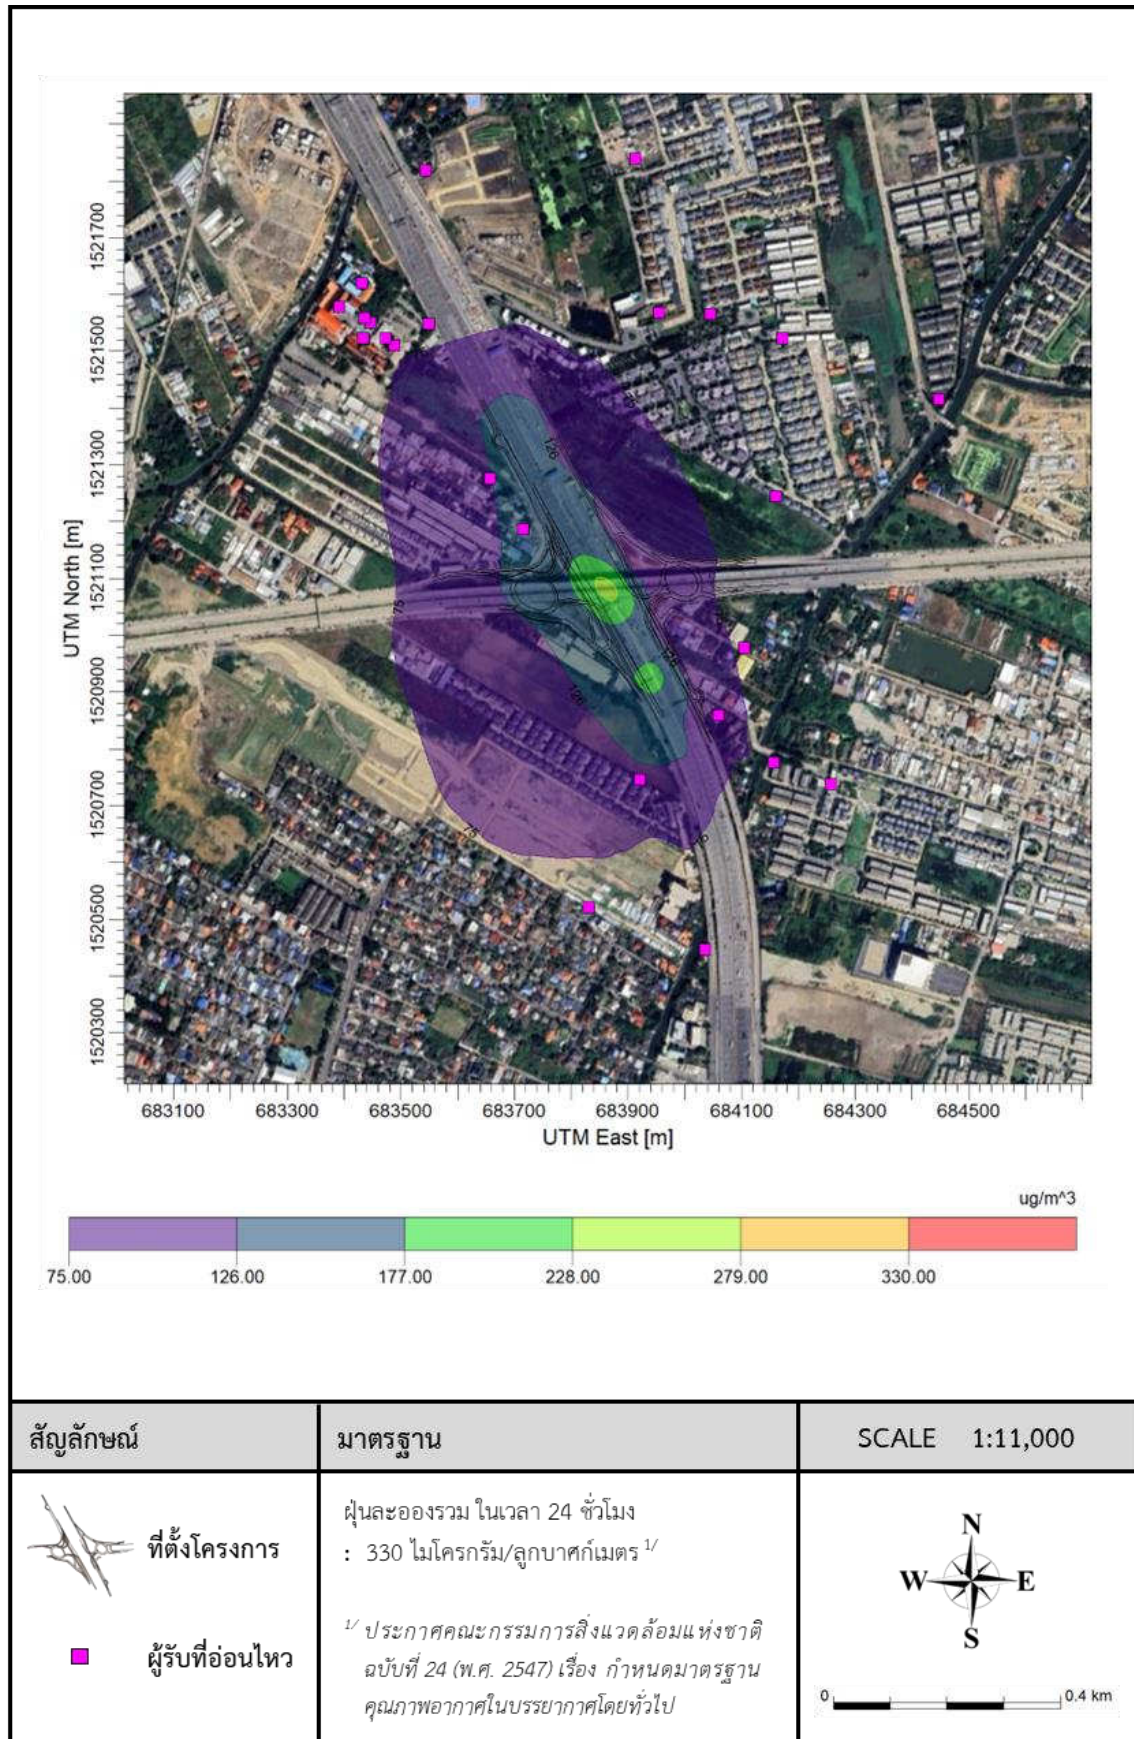 UTM North [m]
1521700
1521500
1521300
1521100
1520900
1520700
1520500
1520300
75
126
75
126
126
75
683100 683300 683500 683700 683900 684100 684300 684500
UTM East [m]
ug/m^3
75.00 126.00 177.00 228.00 279.00 330.00
สัญลักษณ์
ที่ตั้งโครงการ
ผู้รับที่อ่อนไหว
มาตรฐาน
ฝุ่นละอองรวม ในเวลา 24 ชั่วโมง
: 330 ไมโครกรัม/ลูกบาศก์เมตร 1/
1/ ประกาศคณะกรรมการสิ่งแวดล้อมแห่งชาติ
ฉบับที่ 24 (พ.ศ. 2547) เรื่อง กำหนดมาตรฐาน
คุณภาพอากาศในบรรยากาศโดยทั่วไป
SCALE 1:11,000
N
W E
S
0 0.4 km